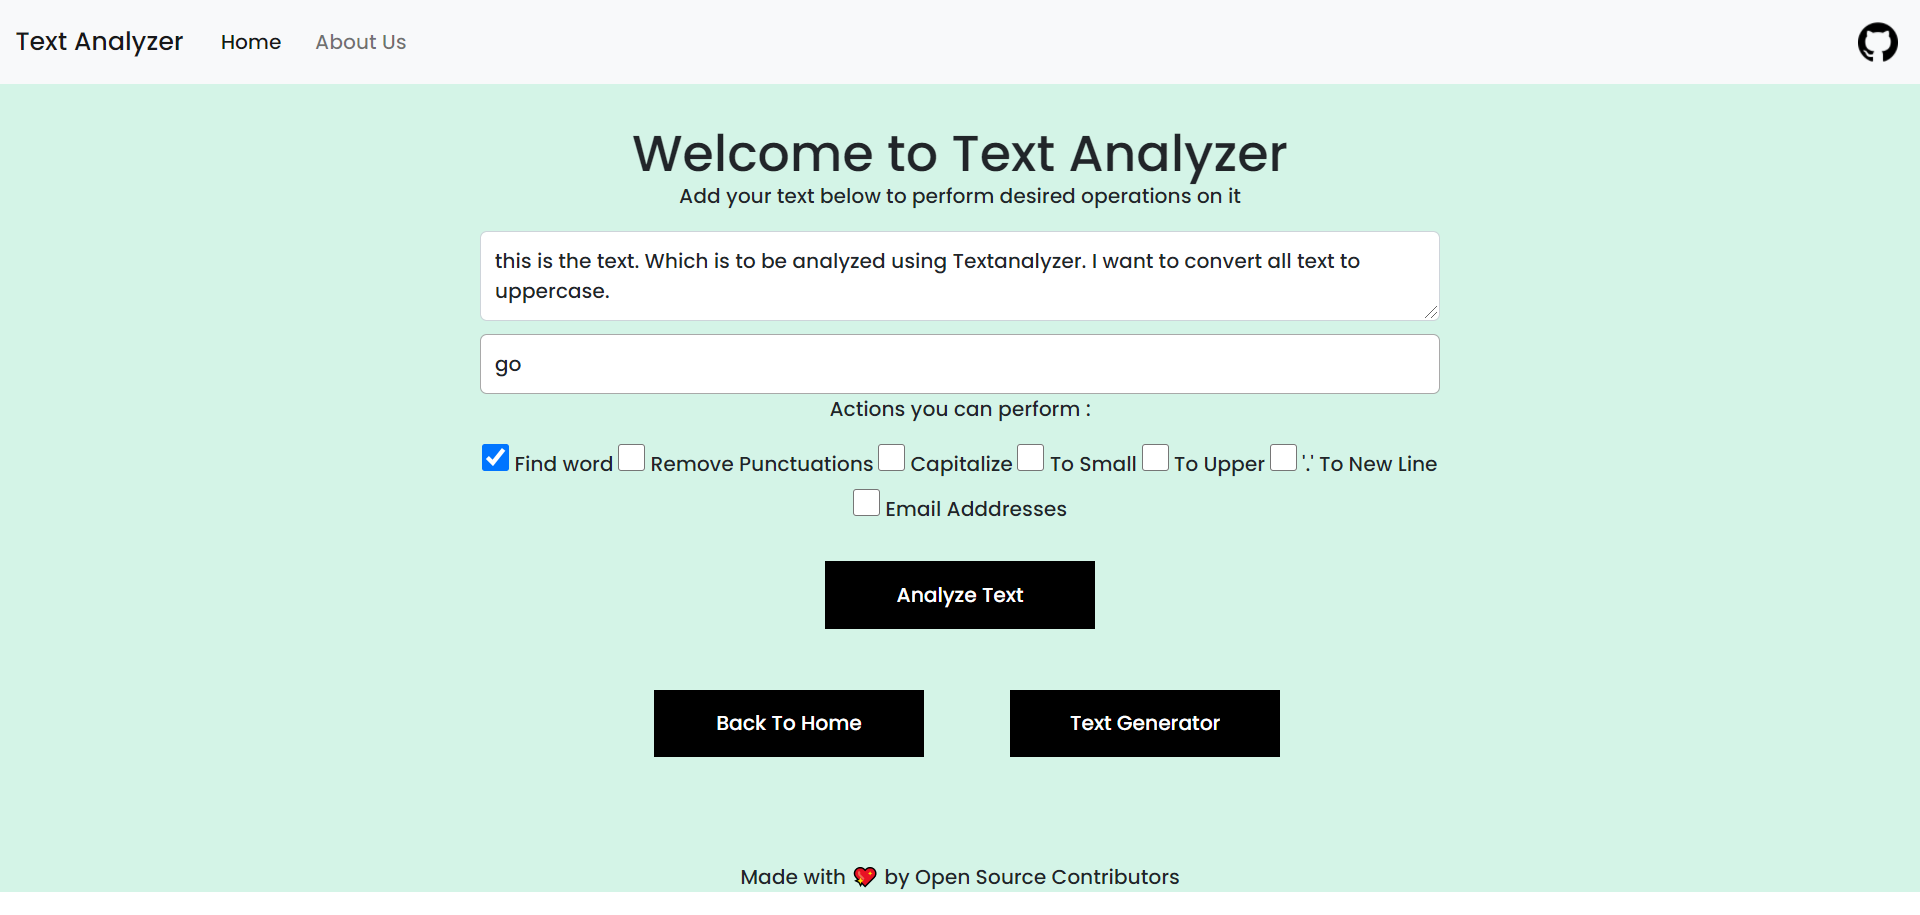 Text Analyzer Home About Us
Welcome to Text Analyzer
Add your text below to perform desired operations on it
this is the text. Which is to be analyzed using Textanalyzer. I want to convert all text to
uppercase.
go
Actions you can perform :
Find word Remove Punctuations Capitalize To Small To Upper '.' To New Line
Email Adddresses
Analyze Text
Back To Home Text Generator
Made with 💖 by Open Source Contributors